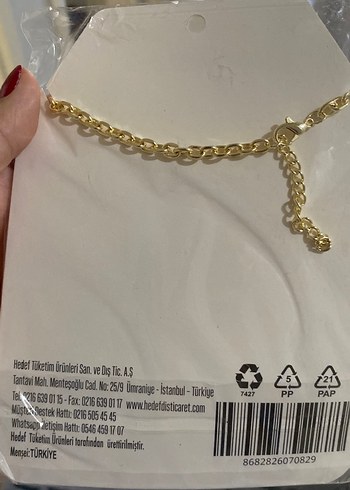 Hedef Tüketim Ürünleri San. ve Dış Tic. A.Ş
Tantavi Mah. Menteşoğlu Cad. No: 25/9 Ümraniye - İstanbul - Türkiye
Tel: 0216 639 01 15 - Fax: 0216 639 01 17 www.hedefdisticaret.com
Müşteri Destek Hattı: 0216 505 45 45
Whatsapp İletişim Hattı: 0546 459 17 07
Hedef Tüketim Ürünleri tarafından ürettirilmiştir.
Menşei:TÜRKİYE
7427
5
PP
21
PAP
8682826070829